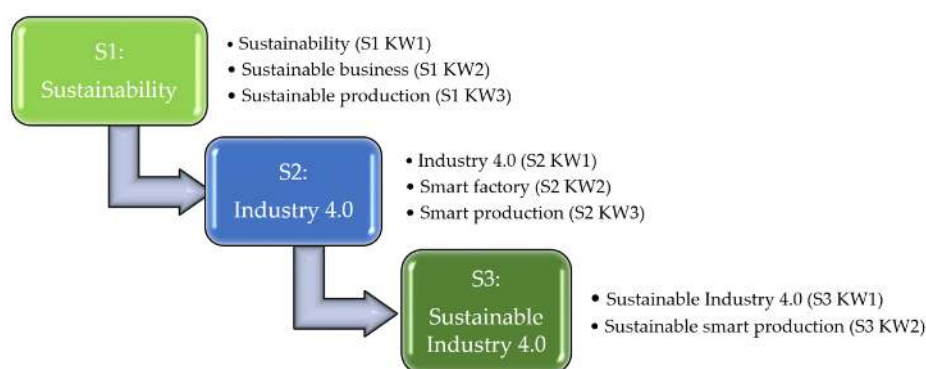 S1:
Sustainability
• Sustainability (S1 KW1)
• Sustainable business (S1 KW2)
• Sustainable production (S1 KW3)
S2:
Industry 4.0
• Industry 4.0 (S2 KW1)
• Smart factory (S2 KW2)
• Smart production (S2 KW3)
S3:
Sustainable
Industry 4.0
• Sustainable Industry 4.0 (S3 KW1)
• Sustainable smart production (S3 KW2)